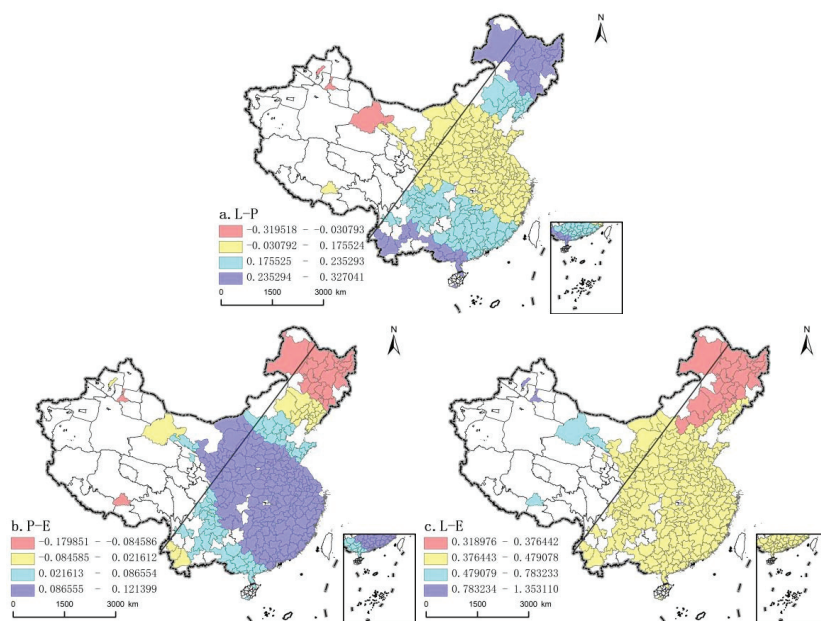 N
a. L-P
-0.319518 - -0.030793
-0.030792 - 0.175524
0.175525 - 0.235293
0.235294 - 0.327041
0 1500 3000 km
N
b. P-E
-0.179851 - -0.084586
-0.084585 - 0.021612
0.021613 - 0.086554
0.086555 - 0.121399
0 1500 3000 km
N
c. L-E
0.318976 - 0.376442
0.376443 - 0.479078
0.479079 - 0.783233
0.783234 - 1.353110
0 1500 3000 km